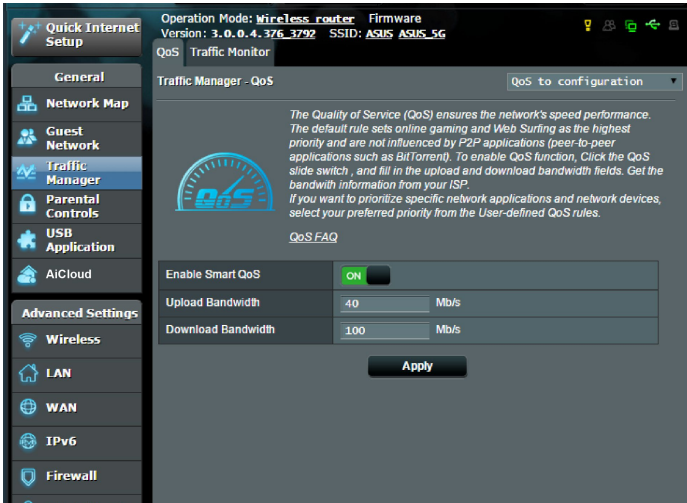 Quick Internet
Setup
Operation Mode: Wireless router Firmware
Version: 3.0.0.4.376_3792 SSID: ASUS ASUS_5G
QoS Traffic Monitor
General
Network Map
Guest
Network
Traffic
Manager
Parental
Controls
USB
Application
AiCloud
Advanced Settings
Wireless
LAN
WAN
IPv6
Firewall
Traffic Manager - QoS
QoS to configuration
QoS
The Quality of Service (QoS) ensures the network's speed performance.
The default rule sets online gaming and Web Surfing as the highest
priority and are not influenced by P2P applications (peer-to-peer
applications such as BitTorrent). To enable QoS function, Click the QoS
slide switch , and fill in the upload and download bandwidth fields. Get the
bandwith information from your ISP.
If you want to prioritize specific network applications and network devices,
select your preferred priority from the User-defined QoS rules.
QoS FAQ
Enable Smart QoS ON
Upload Bandwidth 40 Mb/s
Download Bandwidth 100 Mb/s
Apply